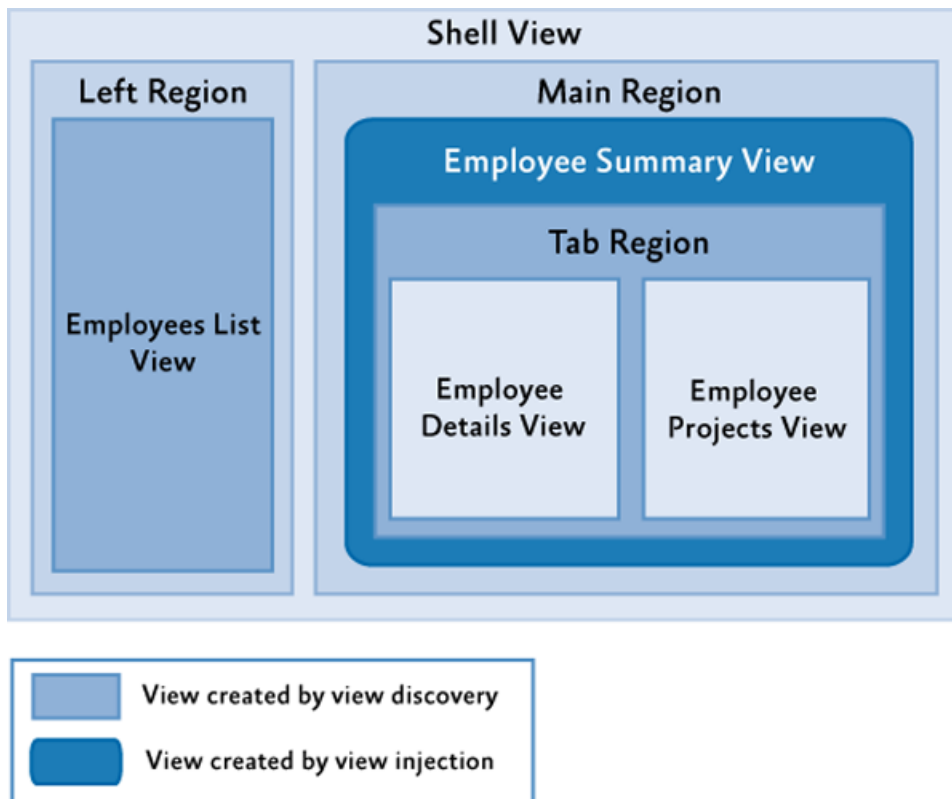 Shell View
Left Region
Main Region
Employees List
View
Employee Summary View
Tab Region
Employee
Details View
Employee
Projects View
View created by view discovery
View created by view injection